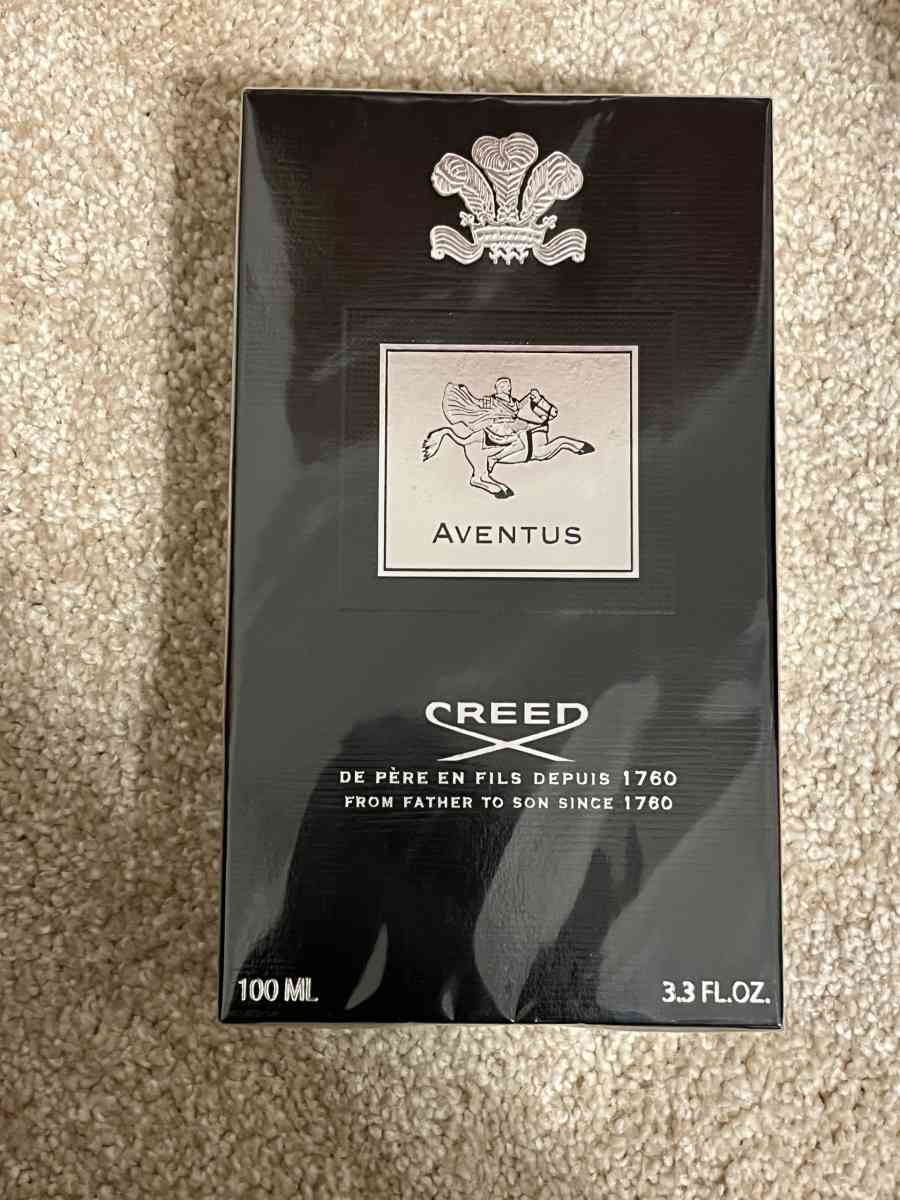 AVENTUS
CREED
DE PÈRE EN FILS DEPUIS 1760
FROM FATHER TO SON SINCE 1760
100 ML 3.3 FL.OZ.